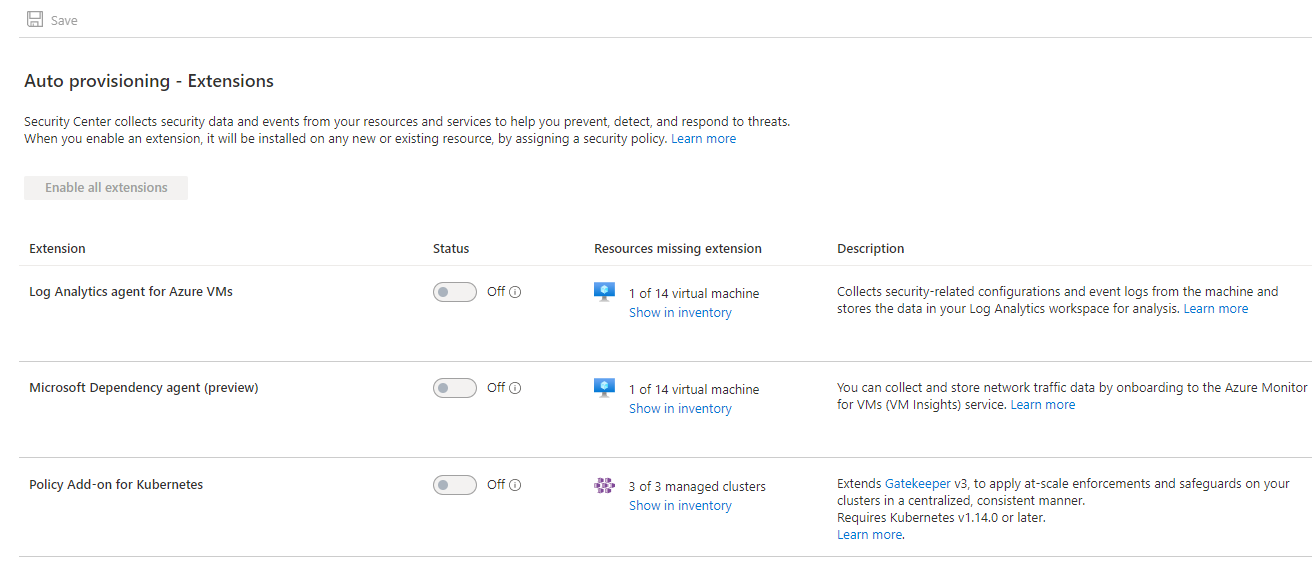 Save
Auto provisioning - Extensions
Security Center collects security data and events from your resources and services to help you prevent, detect, and respond to threats.
When you enable an extension, it will be installed on any new or existing resource, by assigning a security policy. Learn more
Enable all extensions
Extension Status Resources missing extension Description
Log Analytics agent for Azure VMs Off 1 of 14 virtual machine Collects security-related configurations and event logs from the machine and
Show in inventory stores the data in your Log Analytics workspace for analysis. Learn more
Microsoft Dependency agent (preview) Off 1 of 14 virtual machine You can collect and store network traffic data by onboarding to the Azure Monitor
Show in inventory for VMs (VM Insights) service. Learn more
Policy Add-on for Kubernetes Off 3 of 3 managed clusters Extends Gatekeeper v3, to apply at-scale enforcements and safeguards on your
Show in inventory clusters in a centralized, consistent manner.
Requires Kubernetes v1.14.0 or later.
Learn more.